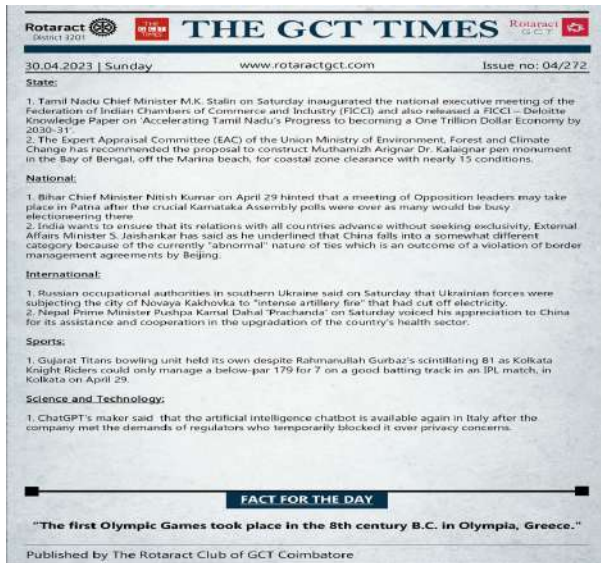 Rotaract
District 3201
THE GCT TIMES
Rotaract
GCT
30.04.2023 | Sunday
www.rotaractgct.com
Issue no: 04/272
State:
1. Tamil Nadu Chief Minister M.K. Stalin on Saturday inaugurated the national executive meeting of the
Federation of Indian Chambers of Commerce and Industry (FICCI) and also released a FICCI – Deloitte
Knowledge Paper on 'Accelerating Tamil Nadu's Progress to becoming a One Trillion Dollar Economy by
2030-31'.
2. The Expert Appraisal Committee (EAC) of the Union Ministry of Environment, Forest and Climate
Change has recommended the proposal to construct Muthamizh Arignar Dr. Kalaignar pen monument
in the Bay of Bengal, off the Marina beach, for coastal zone clearance with nearly 15 conditions.
National:
1. Bihar Chief Minister Nitish Kumar on April 29 hinted that a meeting of Opposition leaders may take
place in Patna after the crucial Karnataka Assembly polls were over as many would be busy
electioneering there
2. India wants to ensure that its relations with all countries advance without seeking exclusivity, External
Affairs Minister S. Jaishankar has said as he underlined that China falls into a somewhat different
category because of the currently "abnormal" nature of ties which is an outcome of a violation of border
management agreements by Beijing.
International:
1. Russian occupational authorities in southern Ukraine said on Saturday that Ukrainian forces were
subjecting the city of Novaya Kakhovka to "intense artillery fire" that had cut off electricity.
2. Nepal Prime Minister Pushpa Kamal Dahal 'Prachanda' on Saturday voiced his appreciation to China
for its assistance and cooperation in the upgradation of the country's health sector.
Sports:
1. Gujarat Titans bowling unit held its own despite Rahmanullah Gurbaz's scintillating 81 as Kolkata
Knight Riders could only manage a below-par 179 for 7 on a good batting track in an IPL match, in
Kolkata on April 29.
Science and Technology:
1. ChatGPT's maker said that the artificial intelligence chatbot is available again in Italy after the
company met the demands of regulators who temporarily blocked it over privacy concerns.
FACT FOR THE DAY
"The first Olympic Games took place in the 8th century B.C. in Olympia, Greece."
Published by The Rotaract Club of GCT Coimbatore